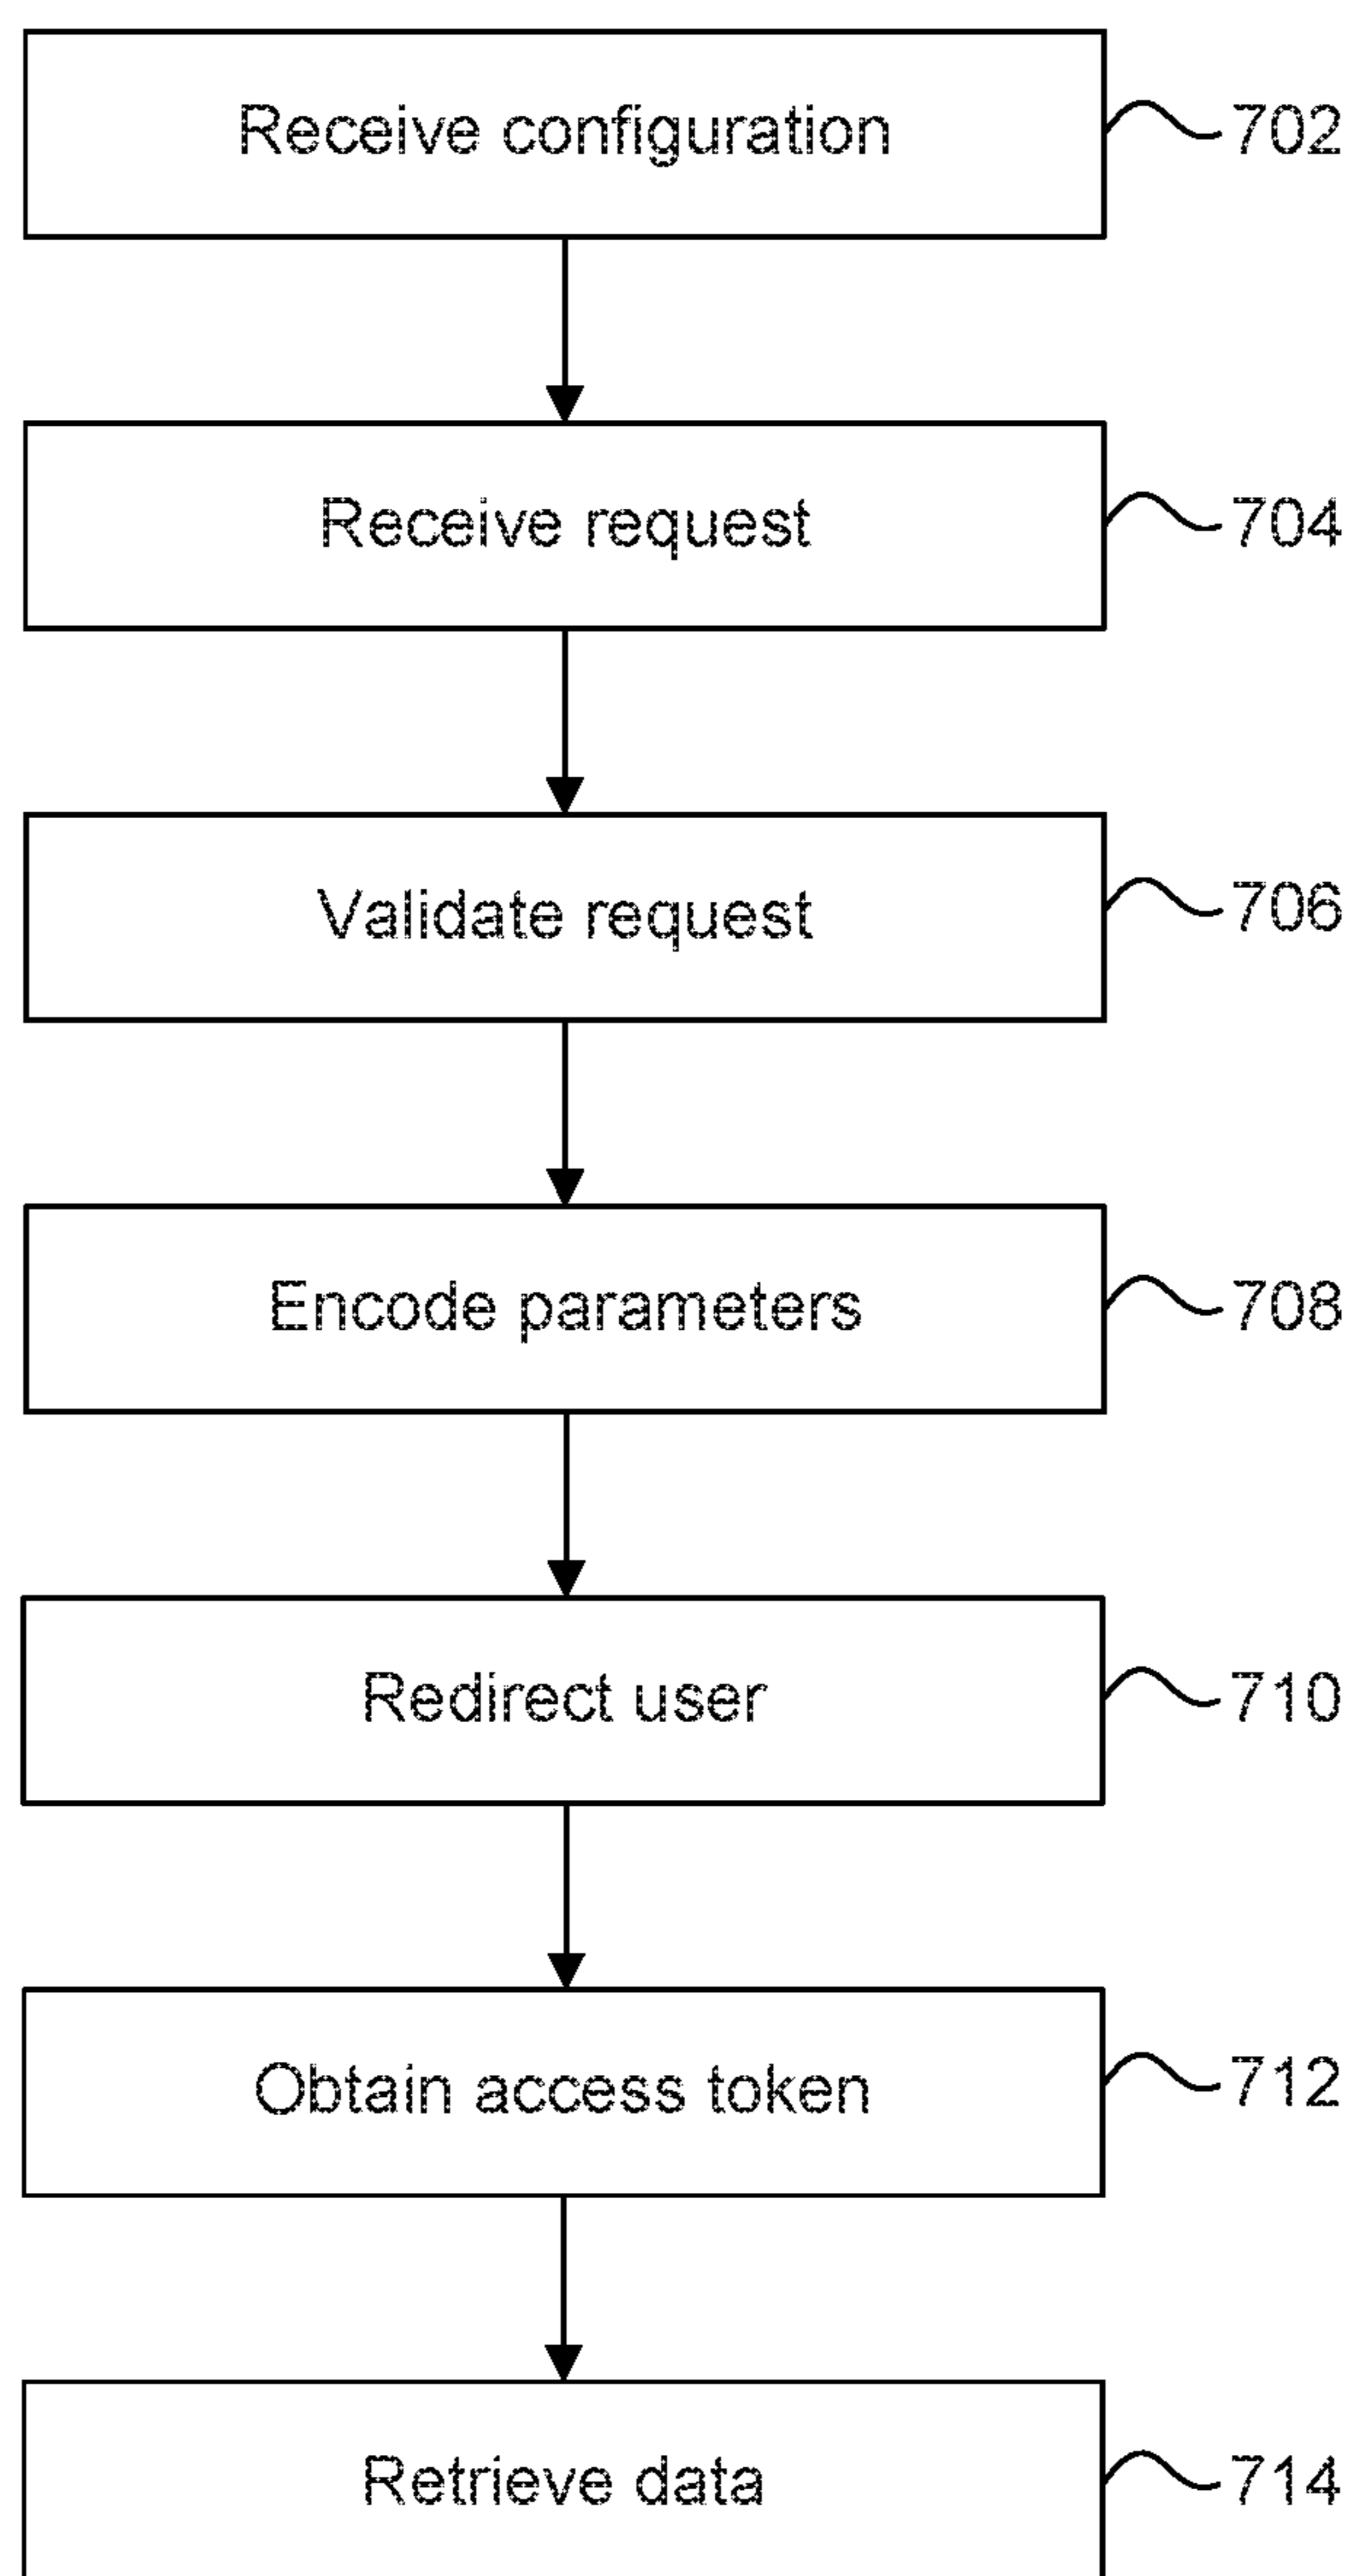 Receive configuration 702
Receive request 704
Validate request 706
Encode parameters 708
Redirect user 710
Obtain access token 712
Retrieve data 714